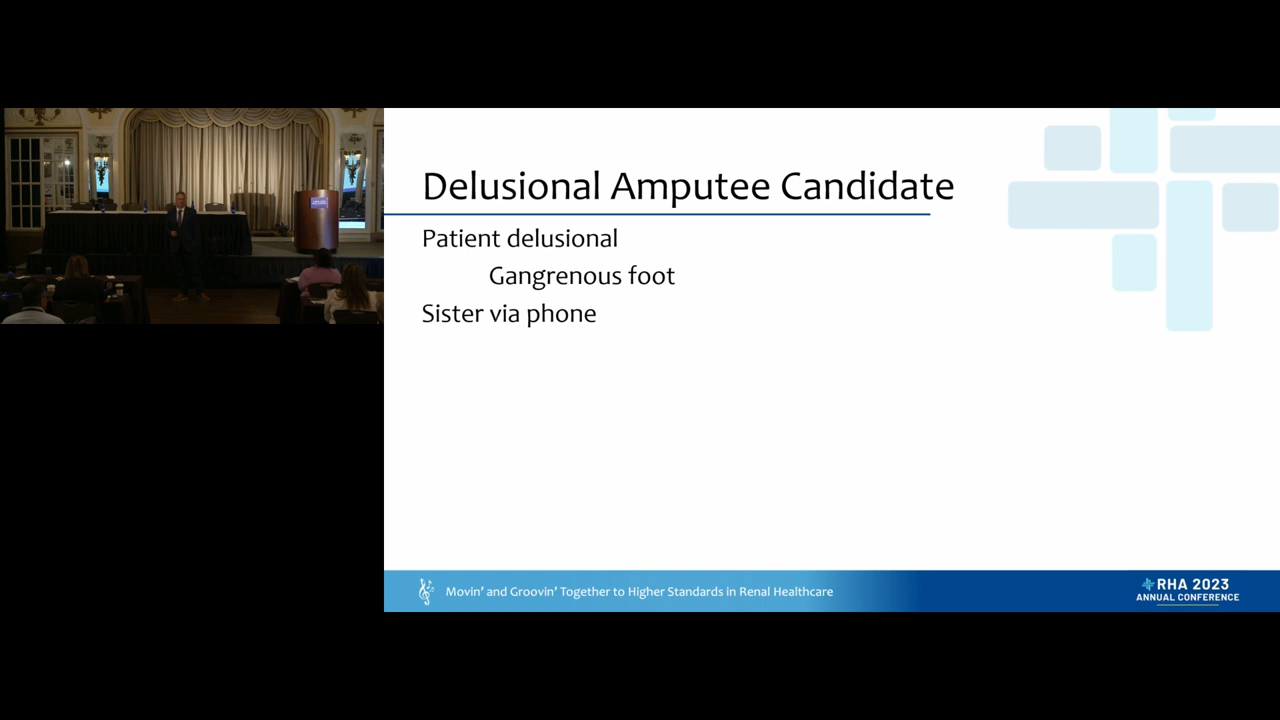 Delusional Amputee Candidate
Patient delusional
Gangrenous foot
Sister via phone
Movin' and Groovin' Together to Higher Standards in Renal Healthcare
RHA 2023
ANNUAL CONFERENCE